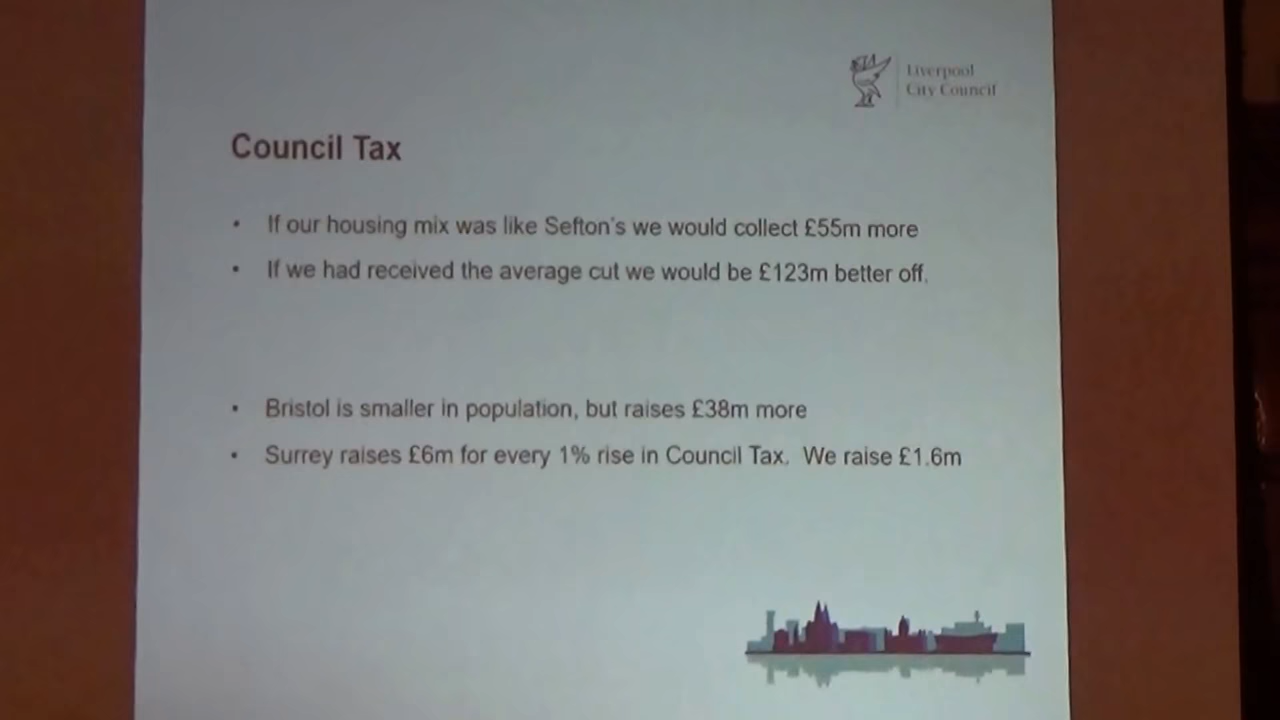 Liverpool
City Council
Council Tax
• If our housing mix was like Sefton's we would collect £55m more
• If we had received the average cut we would be £123m better off.
• Bristol is smaller in population, but raises £38m more
• Surrey raises £6m for every 1% rise in Council Tax.  We raise £1.6m